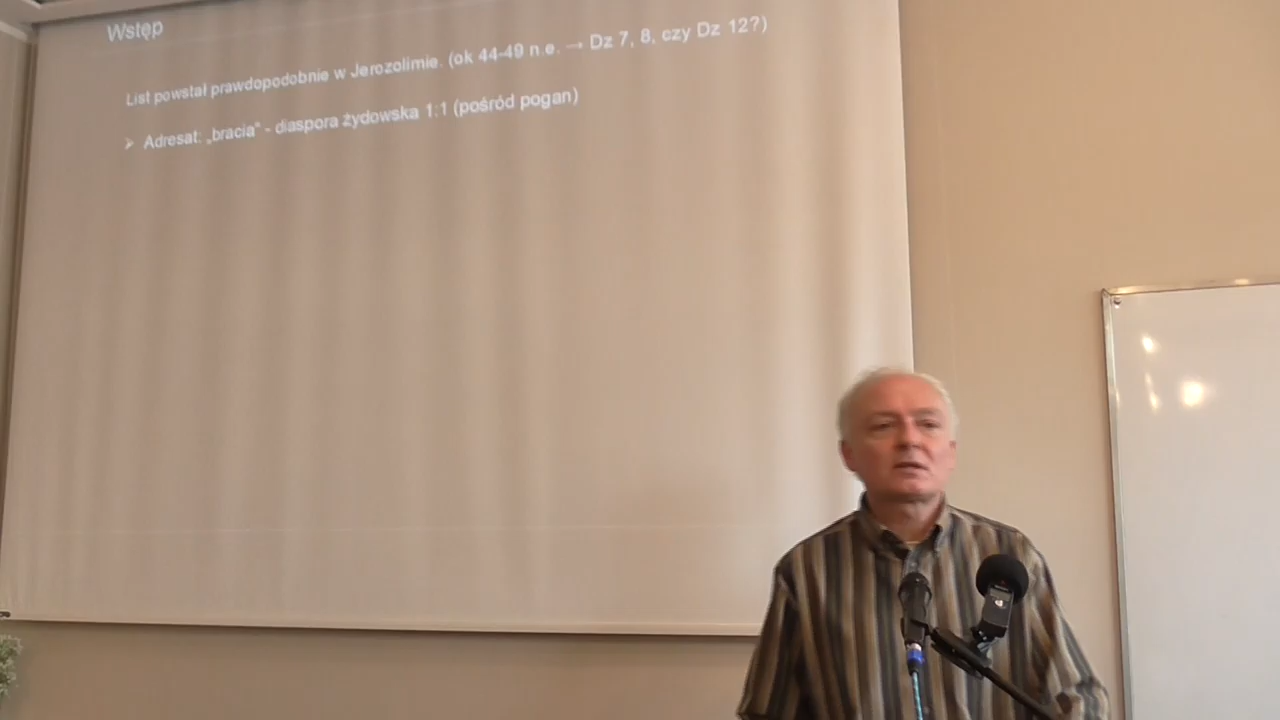 Wstęp
List powstał prawdopodobnie w Jerozolimie. (ok 44-49 n e. → Dz 7, 8, czy Dz 12?)
➢ Adresat: „bracia” - diaspora żydowska 1:1 (pośród pogan)